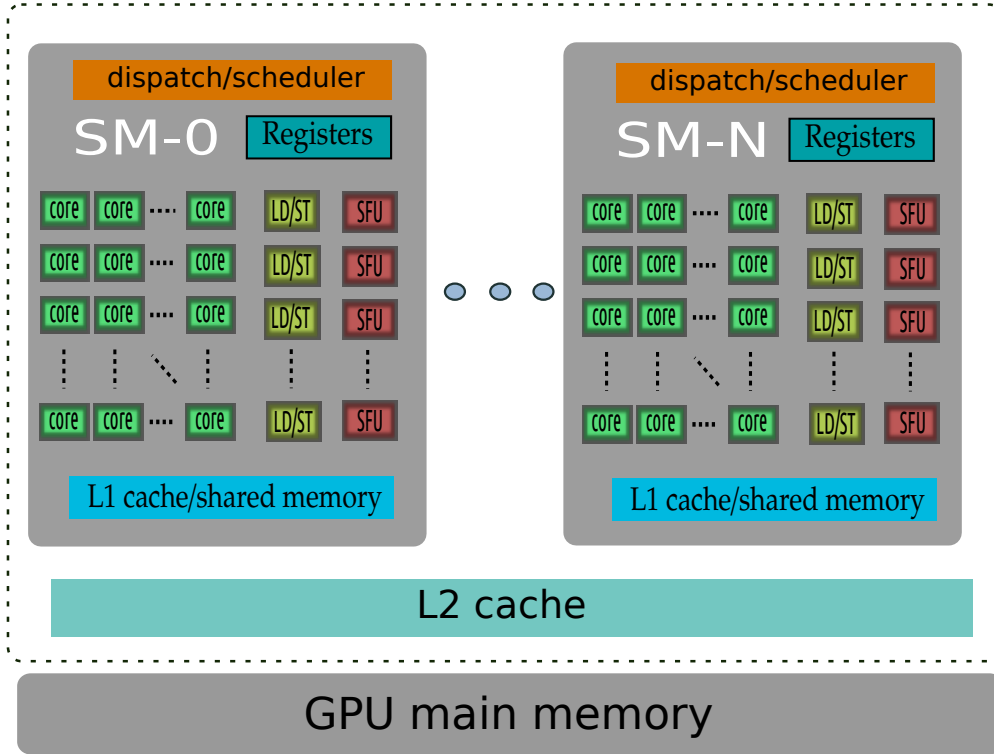 dispatch/scheduler
SM-0 Registers
core core core LD/ST SFU
core core core LD/ST SFU
core core core LD/ST SFU
core core core LD/ST SFU
L1 cache/shared memory
dispatch/scheduler
SM-N Registers
core core core LD/ST SFU
core core core LD/ST SFU
core core core LD/ST SFU
core core core LD/ST SFU
L1 cache/shared memory
L2 cache
GPU main memory